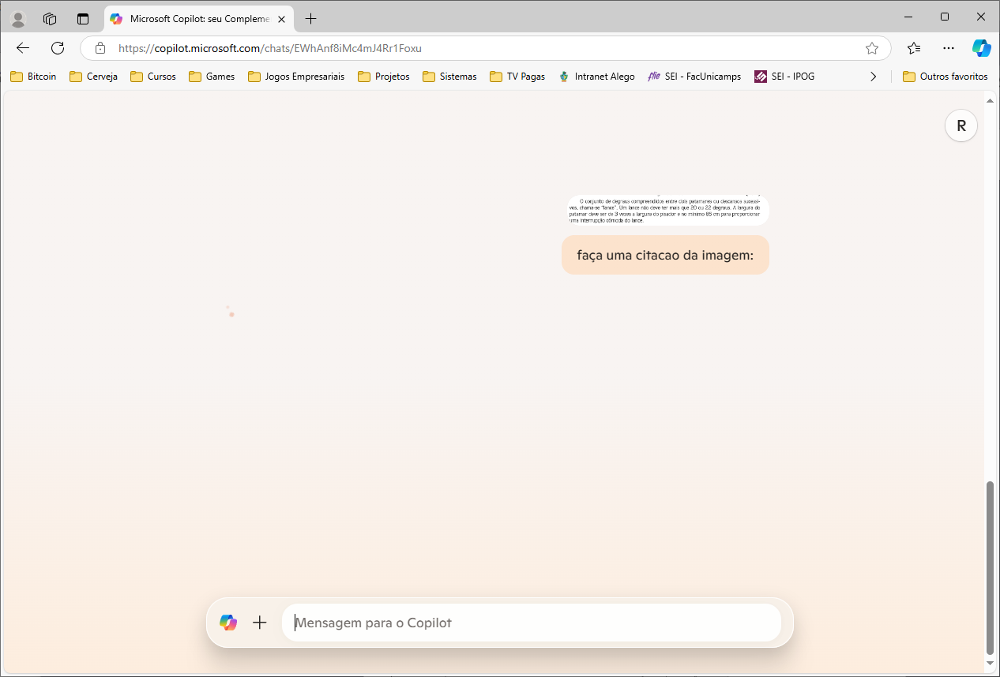 Microsoft Copilot: seu Compleme
https://copilot.microsoft.com/chats/EWhAnf8iMc4mJ4Rr1Foxu
Bitcoin Cerveja Cursos Games Jogos Empresariais Projetos Sistemas TV Pagas Intranet Alego flie SEI - FacUnicamps SEI - IPOG Outros favoritos
R
O conjunto de degraus compreendidos entre dois patamares ou descansos sucessi-
vos, chama-se "lance". Um lance não deve ter mais que 20 ou 22 degraus. A largura do
patamar deve ser de 3 vezes a largura do pisador e no mínimo 85 cm para proporcionar
uma interrupção cômoda do lance.
faça uma citacao da imagem:
Mensagem para o Copilot